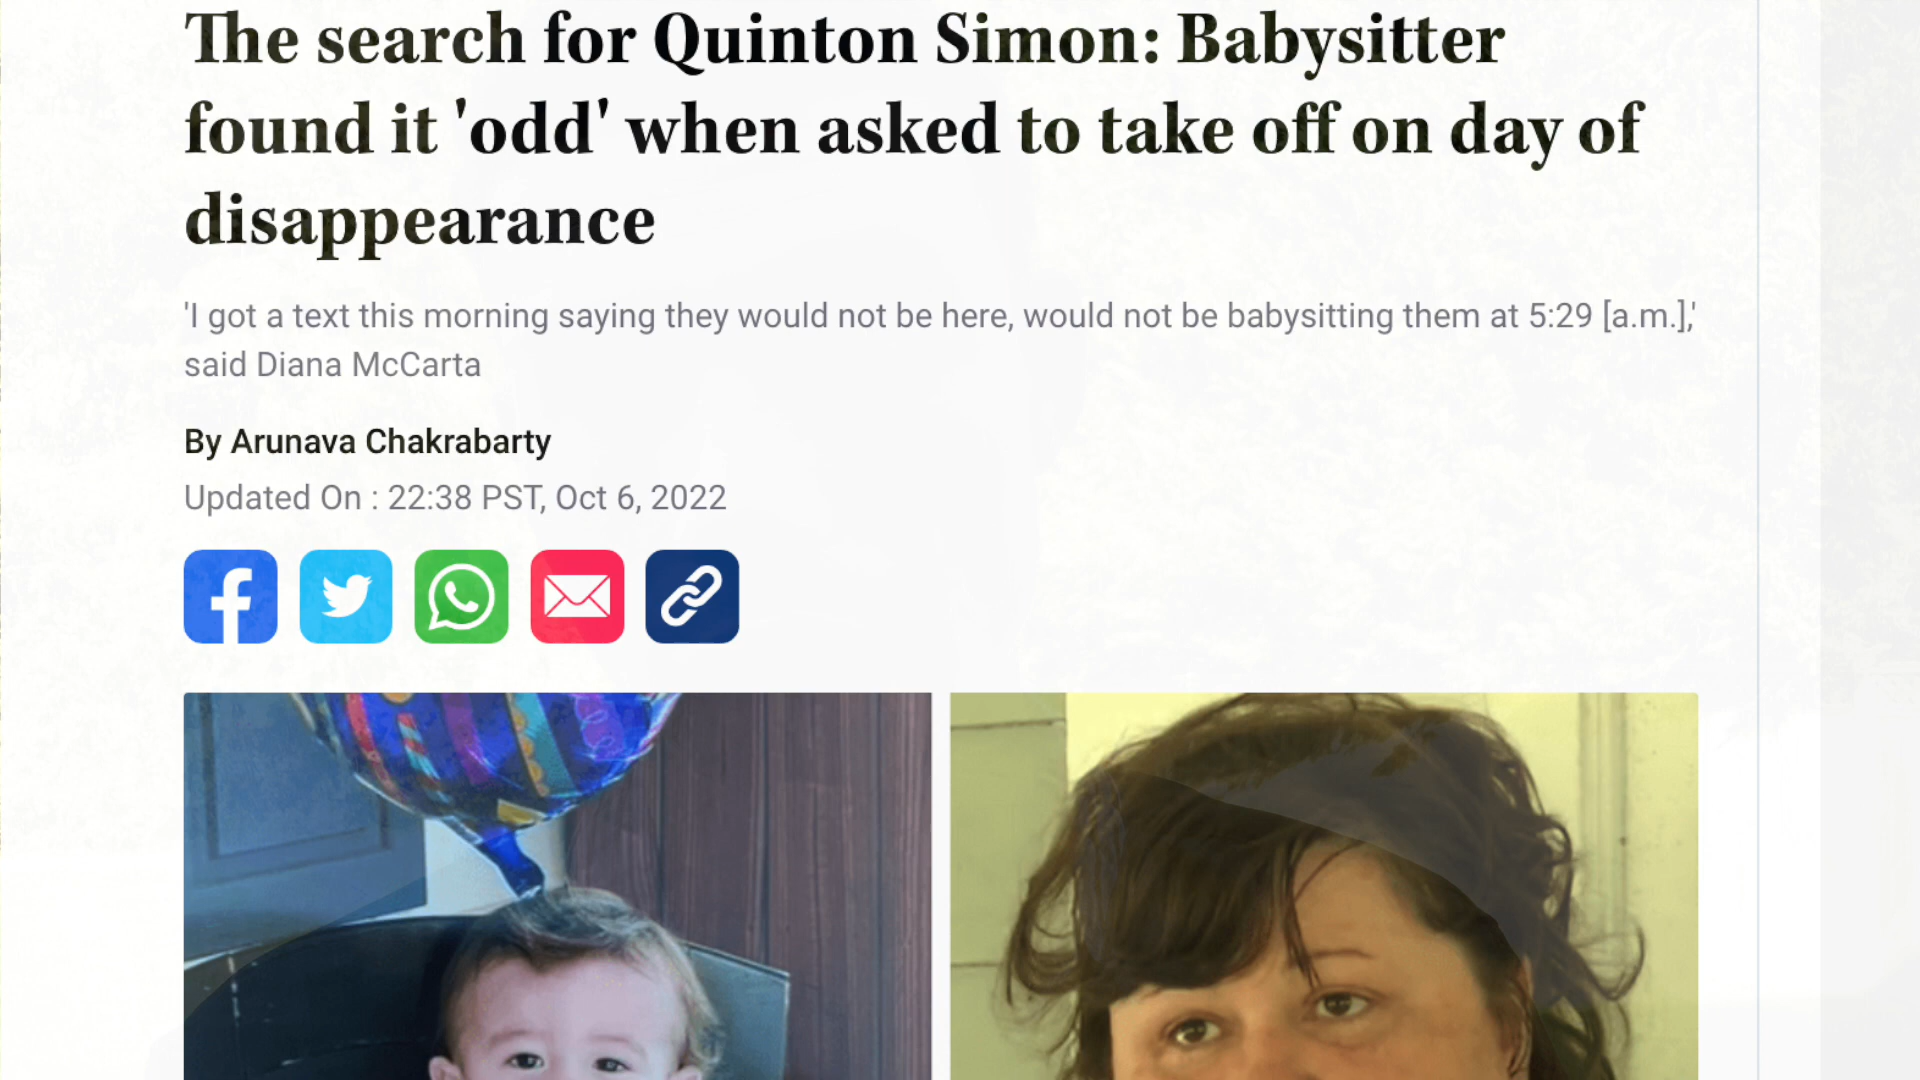 The search for Quinton Simon: Babysitter
found it 'odd' when asked to take off on day of
disappearance
'I got a text this morning saying they would not be here, would not be babysitting them at 5:29 [a.m.],'
said Diana McCarta
By Arunava Chakrabarty
Updated On : 22:38 PST, Oct 6, 2022